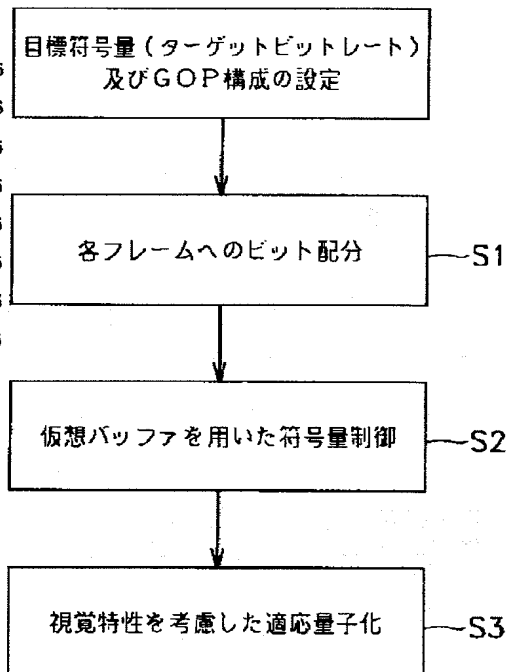 目標符号量(ターゲットビットレート)
及びGOP構成の設定
各フレームへのビット配分
S1
仮想バッファを用いた符号量制御
S2
視覚特性を考慮した適応量子化
S3